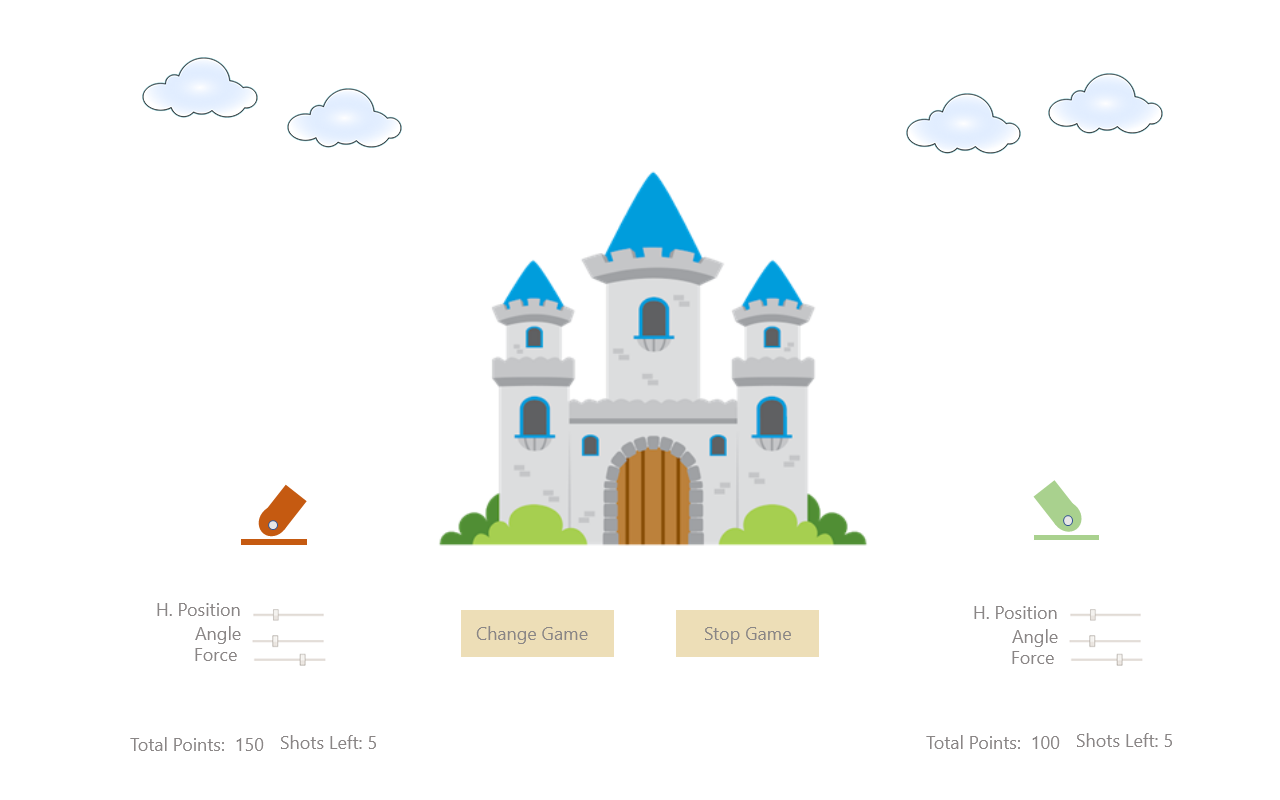 H. Position
Angle
Force
Change Game
Stop Game
H. Position
Angle
Force
Total Points: 150 Shots Left: 5
Total Points: 100 Shots Left: 5